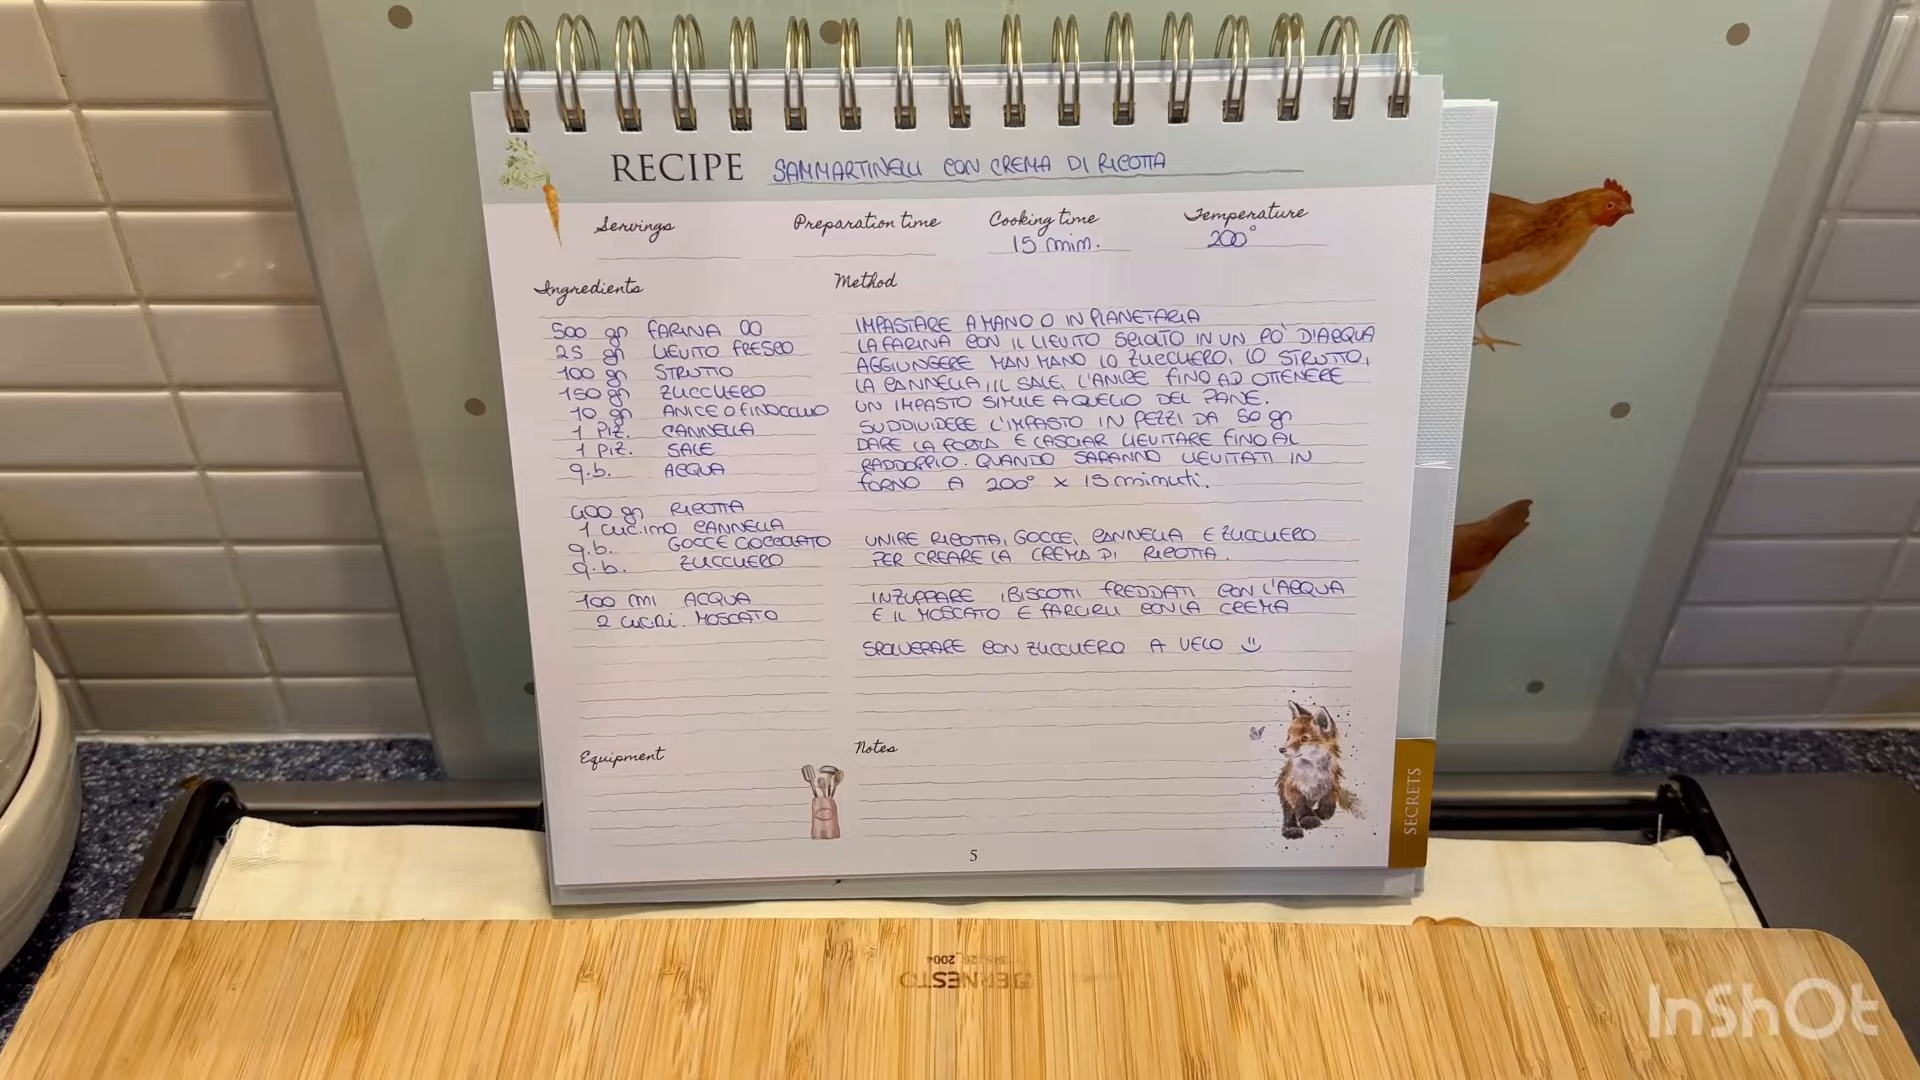 RECIPE SAMMARTINELLI CON CREMA DI RICOTTA
Servings Preparation time Cooking time Temperature
15 mim. 200°
Ingredients
500 gr FARINA 00
25 gr LIEVITO FRESCO
100 gr STRUTTO
150 gr ZUCCHERO
10 gr ANICE O FINOCCHIO
1 PIZ. CANNELLA
1 PIZ. SALE
q.b. ACQUA
400 gr RICOTTA
1 CUC.INO CANNELLA
q.b. GOCCE COCCOLATO
q.b. ZUCCHERO
100 ml ACQUA
2 CUCHI. MOSCATO
Method
IMPASTARE A MANO O IN PLANETARIA
LA FARINA CON IL LIEVITO SCIOLTO IN UN PÒ D'ACQUA
AGGIUNGERE MAN MANO LO ZUCCHERO, LO STRUTTO,
LA CANNELLA, IL SALE, L'ANICE FINO AD OTTENERE
UN IMPASTO SIMILE A QUELLO DEL PANE.
SUDDIVIDERE L'IMPASTO IN PEZZI DA 50 gr
DARE LA FORMA E LASCIAR LIEVITARE FINO AL
RADDOPPIO. QUANDO SARANNO LIEVITATI IN
FORNO A 200° x 15 mimuti.
UNIRE RICOTTA, GOCCE, CANNELLA E ZUCCHERO
PER CREARE LA CREMA DI RICOTTA.
INZUPPARE I BISCOTTI FREDDATI CON L'ACQUA
E IL MOSCATO E FARCIRLI CON LA CREMA
SPOLVERARE CON ZUCCHERO A VELO
Equipment
Notes
5
SECRETS
ERNESTO
InShOt